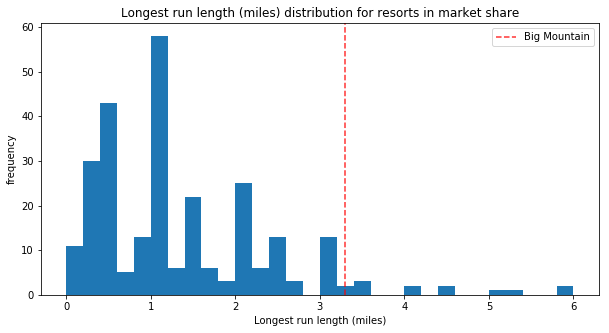 Longest run length (miles) distribution for resorts in market share
Big Mountain
frequency
60
50
40
30
20
10
0
0 1 2 3 4 5 6
Longest run length (miles)